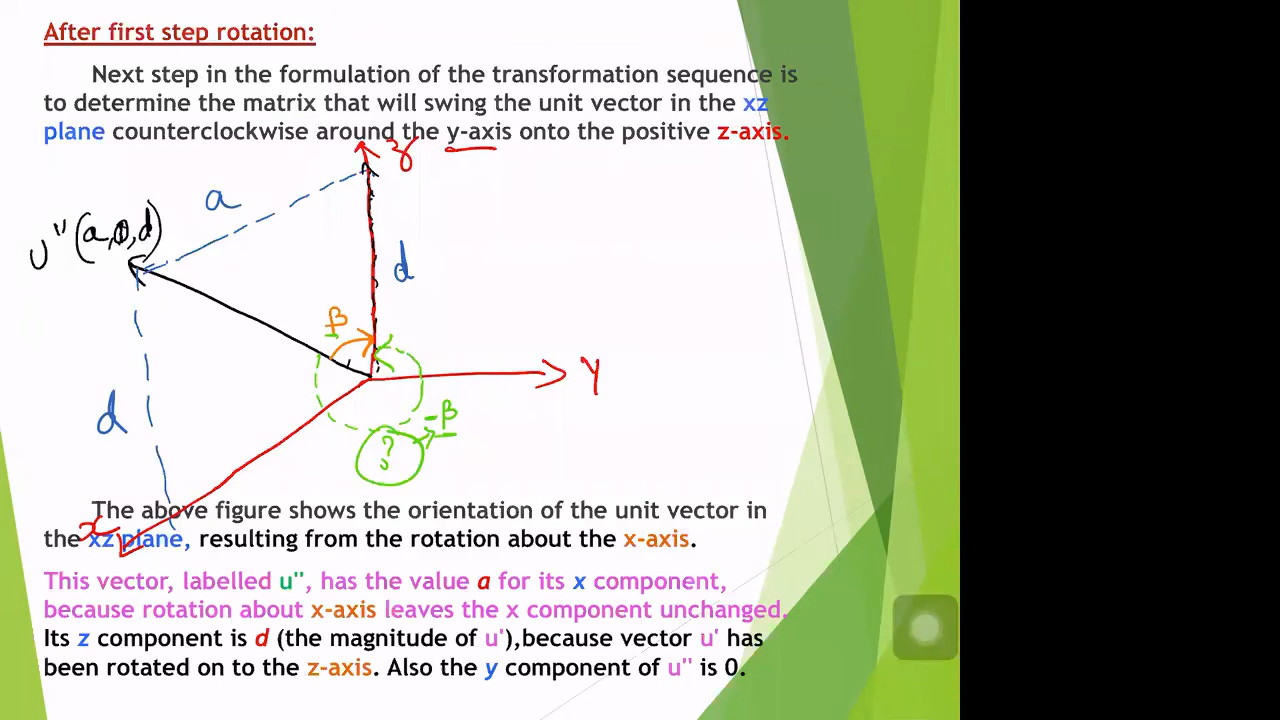 After first step rotation:
Next step in the formulation of the transformation sequence is
to determine the matrix that will swing the unit vector in the xz
plane counterclockwise around the y-axis onto the positive z-axis.
z
a
u''(a,0,d)
d
β
Y
d
-β
?
x
The above figure shows the orientation of the unit vector in
the xz plane, resulting from the rotation about the x-axis.
This vector, labelled u'', has the value a for its x component,
because rotation about x-axis leaves the x component unchanged.
Its z component is d (the magnitude of u'),because vector u' has
been rotated on to the z-axis. Also the y component of u'' is 0.